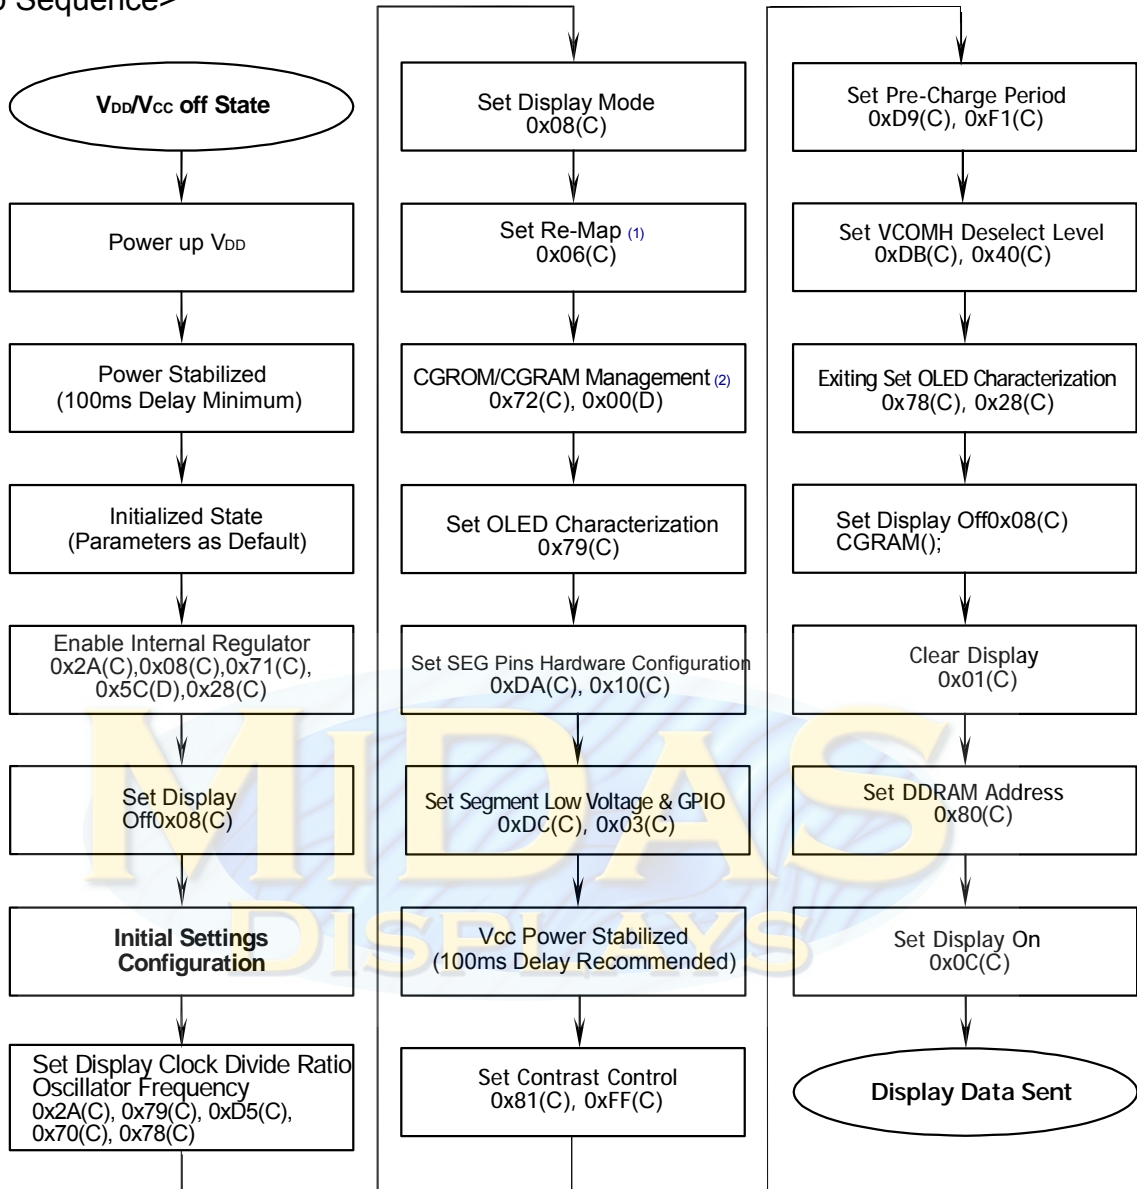 Sequence>
VDD/VCC off State
Power up VDD
Power Stabilized
(100ms Delay Minimum)
Initialized State
(Parameters as Default)
Enable Internal Regulator
0x2A(C),0x08(C),0x71(C),
0x5C(D),0x28(C)
Set Display
Off0x08(C)
Initial Settings
Configuration
Set Display Clock Divide Ratio
Oscillator Frequency
0x2A(C), 0x79(C), 0xD5(C),
0x70(C), 0x78(C)
Set Display Mode
0x08(C)
Set Re-Map (1)
0x06(C)
CGROM/CGRAM Management (2)
0x72(C), 0x00(D)
Set OLED Characterization
0x79(C)
Set SEG Pins Hardware Configuration
0xDA(C), 0x10(C)
Set Segment Low Voltage & GPIO
0xDC(C), 0x03(C)
Vcc Power Stabilized
(100ms Delay Recommended)
Set Contrast Control
0x81(C), 0xFF(C)
Set Pre-Charge Period
0xD9(C), 0xF1(C)
Set VCOMH Deselect Level
0xDB(C), 0x40(C)
Exiting Set OLED Characterization
0x78(C), 0x28(C)
Set Display Off0x08(C)
CGRAM();
Clear Display
0x01(C)
Set DDRAM Address
0x80(C)
Set Display On
0x0C(C)
Display Data Sent
MIDAS
DISPLAYS